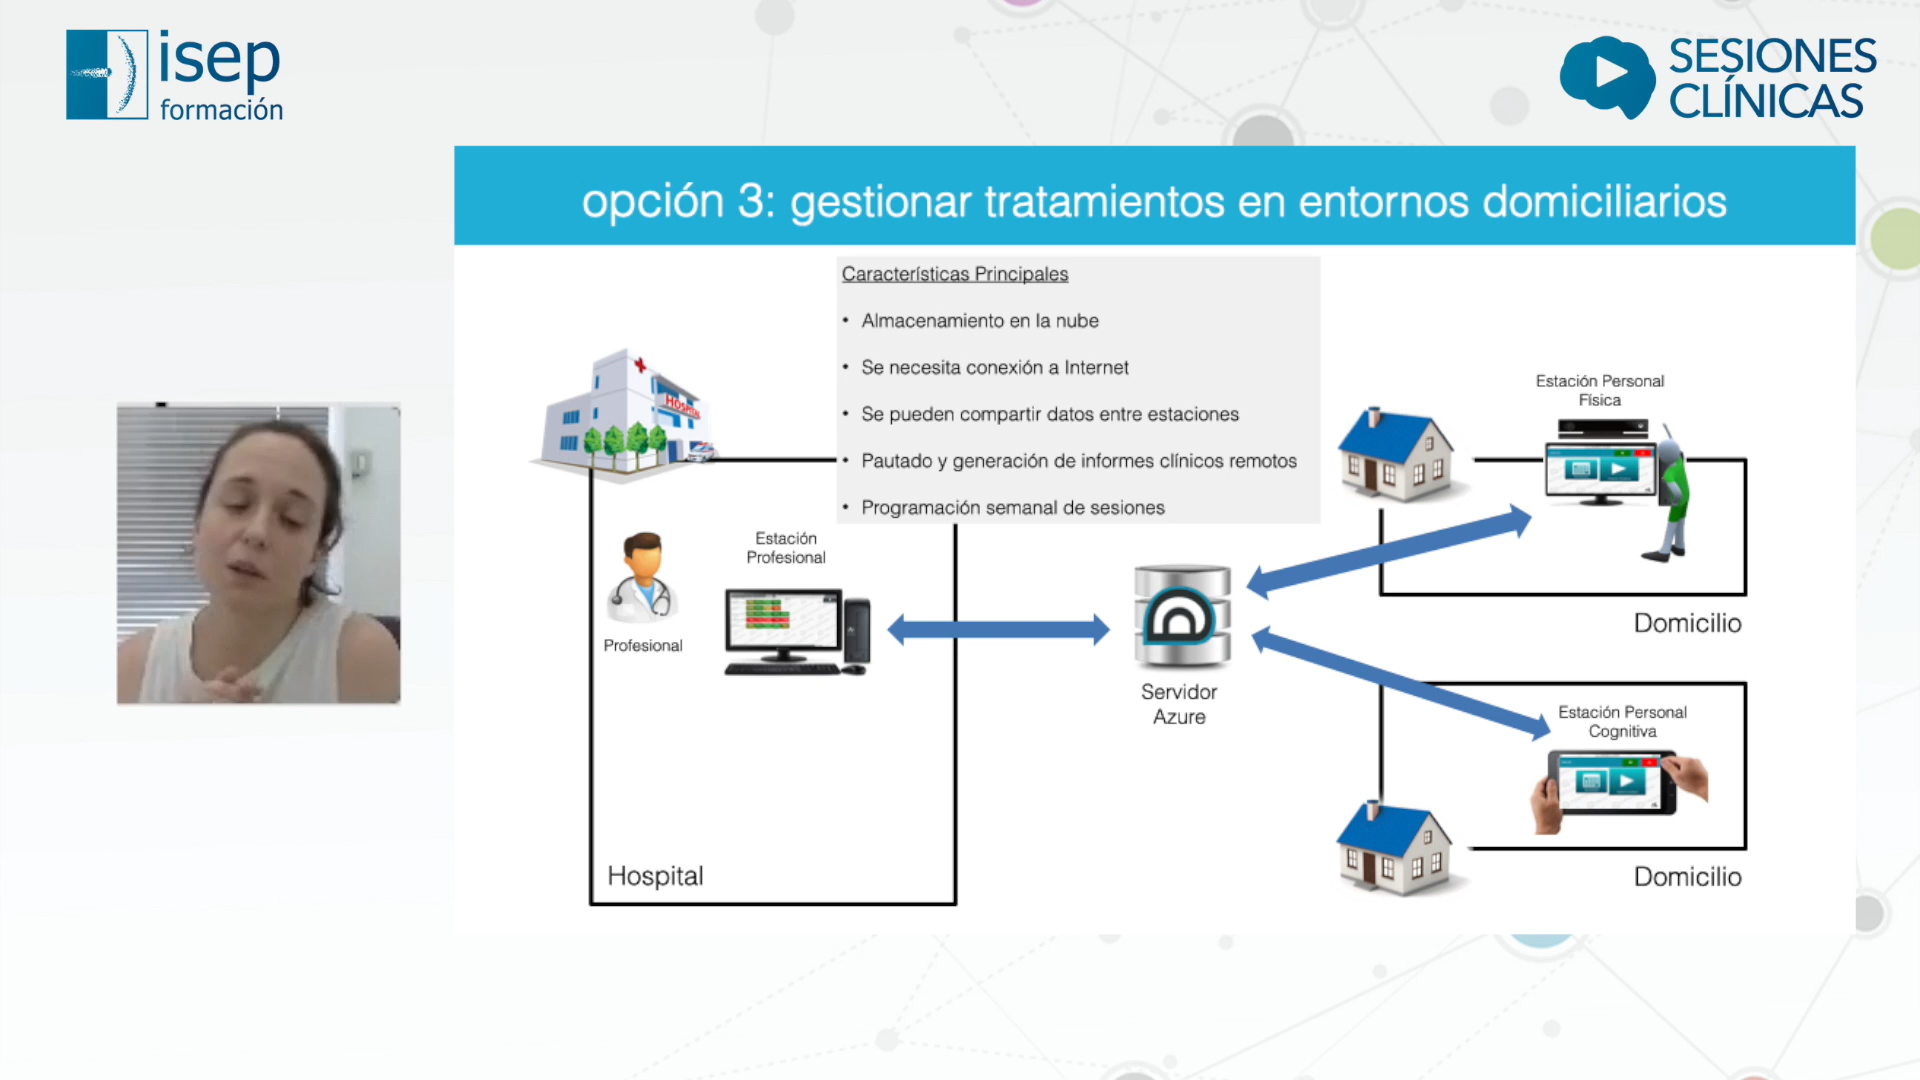 isep
formación
SESIONES
CLÍNICAS
opción 3: gestionar tratamientos en entornos domiciliarios
Características Principales
• Almacenamiento en la nube
• Se necesita conexión a Internet
• Se pueden compartir datos entre estaciones
• Pautado y generación de informes clínicos remotos
• Programación semanal de sesiones
HOSPITAL
Profesional
Estación
Profesional
Hospital
Servidor
Azure
Estación Personal
Física
Domicilio
Estación Personal
Cognitiva
Domicilio